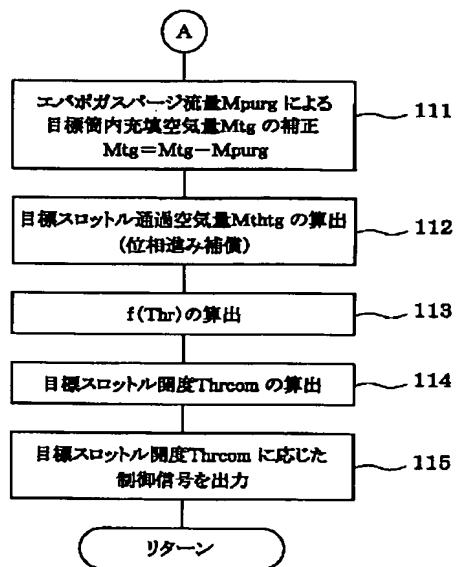 A
エバポガスパージ流量Mpurg による
目標筒内充填空気量Mtg の補正
Mtg=Mtg−Mpurg
111
目標スロットル通過空気量Mthtg の算出
(位相進み補償)
112
f(Thr)の算出
113
目標スロットル開度Thrcom の算出
114
目標スロットル開度Thrcom に応じた
制御信号を出力
115
リターン